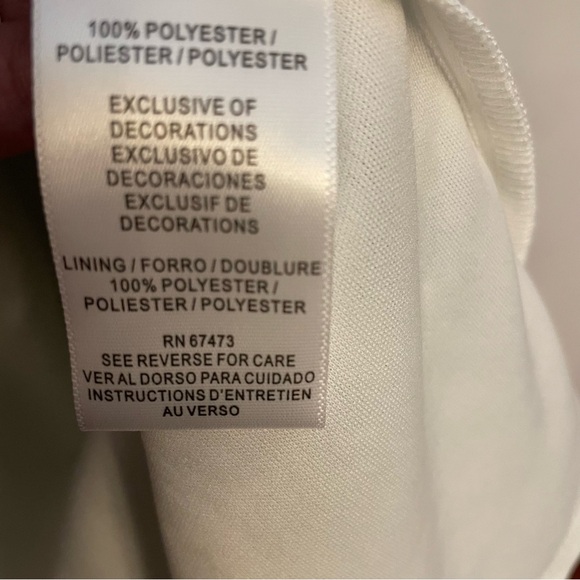 100% POLYESTER /
POLIESTER / POLYESTER
EXCLUSIVE OF
DECORATIONS
EXCLUSIVO DE
DECORACIONES
EXCLUSIF DE
DECORATIONS
LINING / FORRO / DOUBLURE
100% POLYESTER /
POLIESTER / POLYESTER
RN 67473
SEE REVERSE FOR CARE
VER AL DORSO PARA CUIDADO
INSTRUCTIONS D'ENTRETIEN
AU VERSO